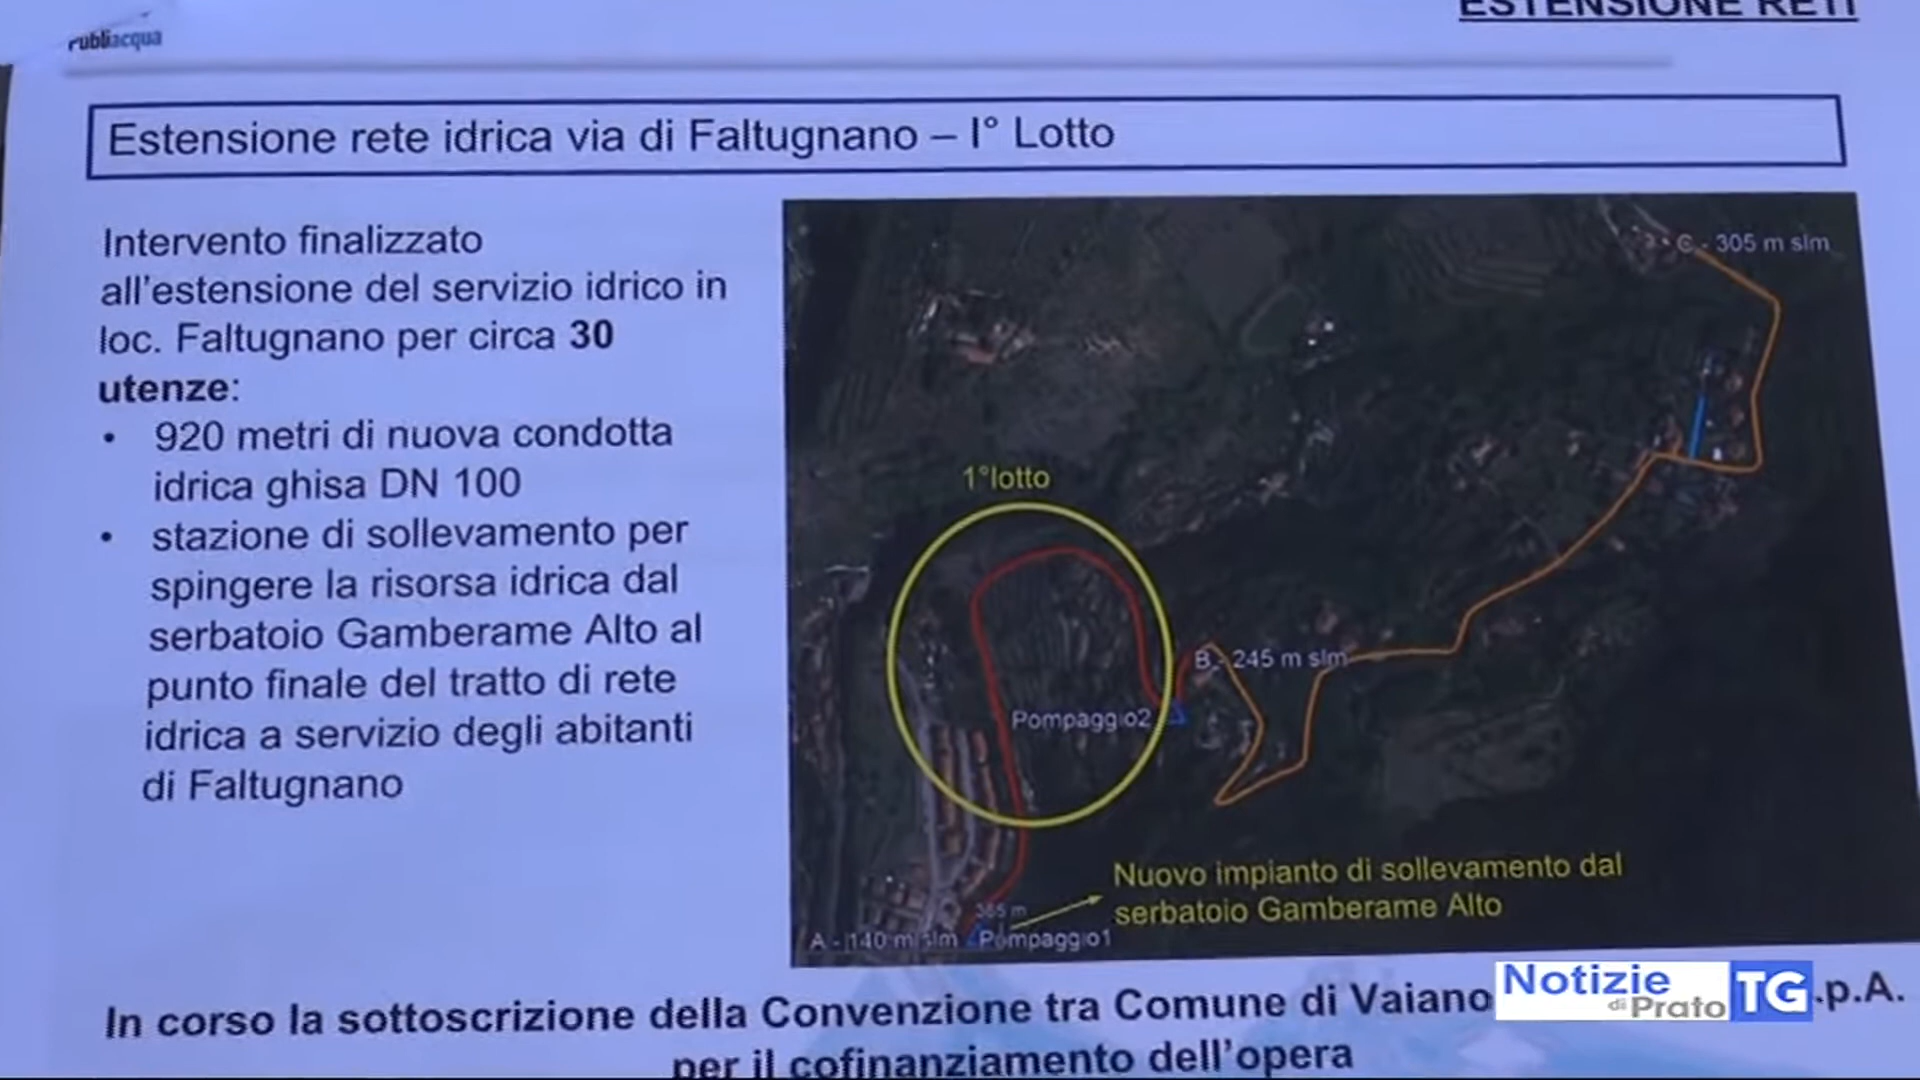 ESTENSIONE RETI
Publiacqua
Estensione rete idrica via di Faltugnano – I° Lotto
Intervento finalizzato
all'estensione del servizio idrico in
loc. Faltugnano per circa 30
utenze:
• 920 metri di nuova condotta
idrica ghisa DN 100
• stazione di sollevamento per
spingere la risorsa idrica dal
serbatoio Gamberame Alto al
punto finale del tratto di rete
idrica a servizio degli abitanti
di Faltugnano
C - 305 m slm
1°lotto
B - 245 m slm
Pompaggio2
Nuovo impianto di sollevamento dal
serbatoio Gamberame Alto
A - 140 m slm
Pompaggio1
In corso la sottoscrizione della Convenzione tra Comune di Vaiano
.p.A.
per il cofinanziamento dell'opera
Notizie
di Prato
TG